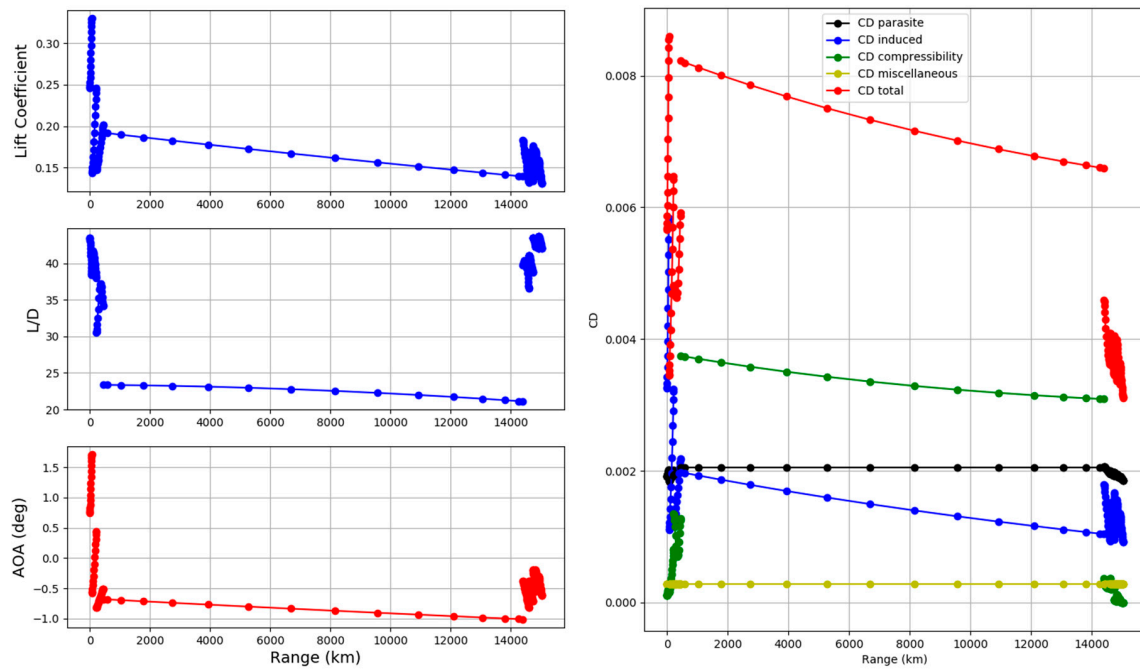 Lift Coefficient
0.30
0.25
0.20
0.15
0 2000 4000 6000 8000 10000 12000 14000
L/D
40
35
30
25
20
0 2000 4000 6000 8000 10000 12000 14000
AOA (deg)
1.5
1.0
0.5
0.0
−0.5
−1.0
0 2000 4000 6000 8000 10000 12000 14000
Range (km)
CD parasite
CD induced
CD compressibility
CD miscellaneous
CD total
CD
0.008
0.006
0.004
0.002
0.000
0 2000 4000 6000 8000 10000 12000 14000
Range (km)